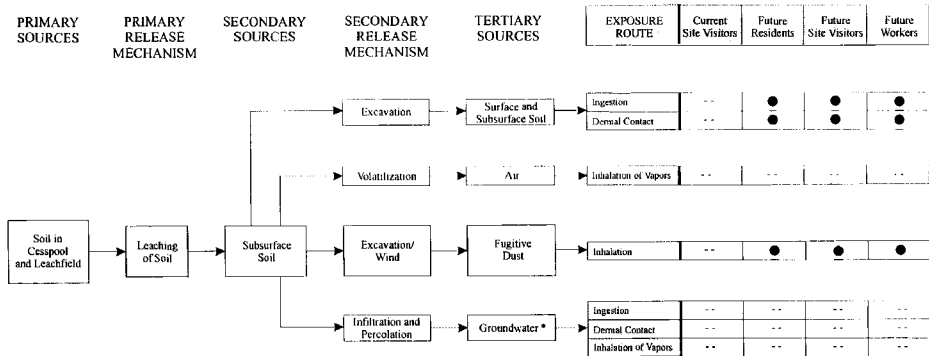 PRIMARY SOURCES
PRIMARY RELEASE MECHANISM
SECONDARY SOURCES
SECONDARY RELEASE MECHANISM
TERTIARY SOURCES
EXPOSURE ROUTE
Current Site Visitors
Future Residents
Future Site Visitors
Future Workers
Excavation
Surface and Subsurface Soil
Ingestion -- ● ● ●
Dermal Contact -- ● ● ●
Volatilization
Air
Inhalation of Vapors -- -- -- --
Soil in Cesspool and Leachfield
Leaching of Soil
Subsurface Soil
Excavation/ Wind
Fugitive Dust
Inhalation -- ● ● ●
Infiltration and Percolation
Groundwater *
Ingestion -- -- -- --
Dermal Contact -- -- -- --
Inhalation of Vapors -- -- -- --